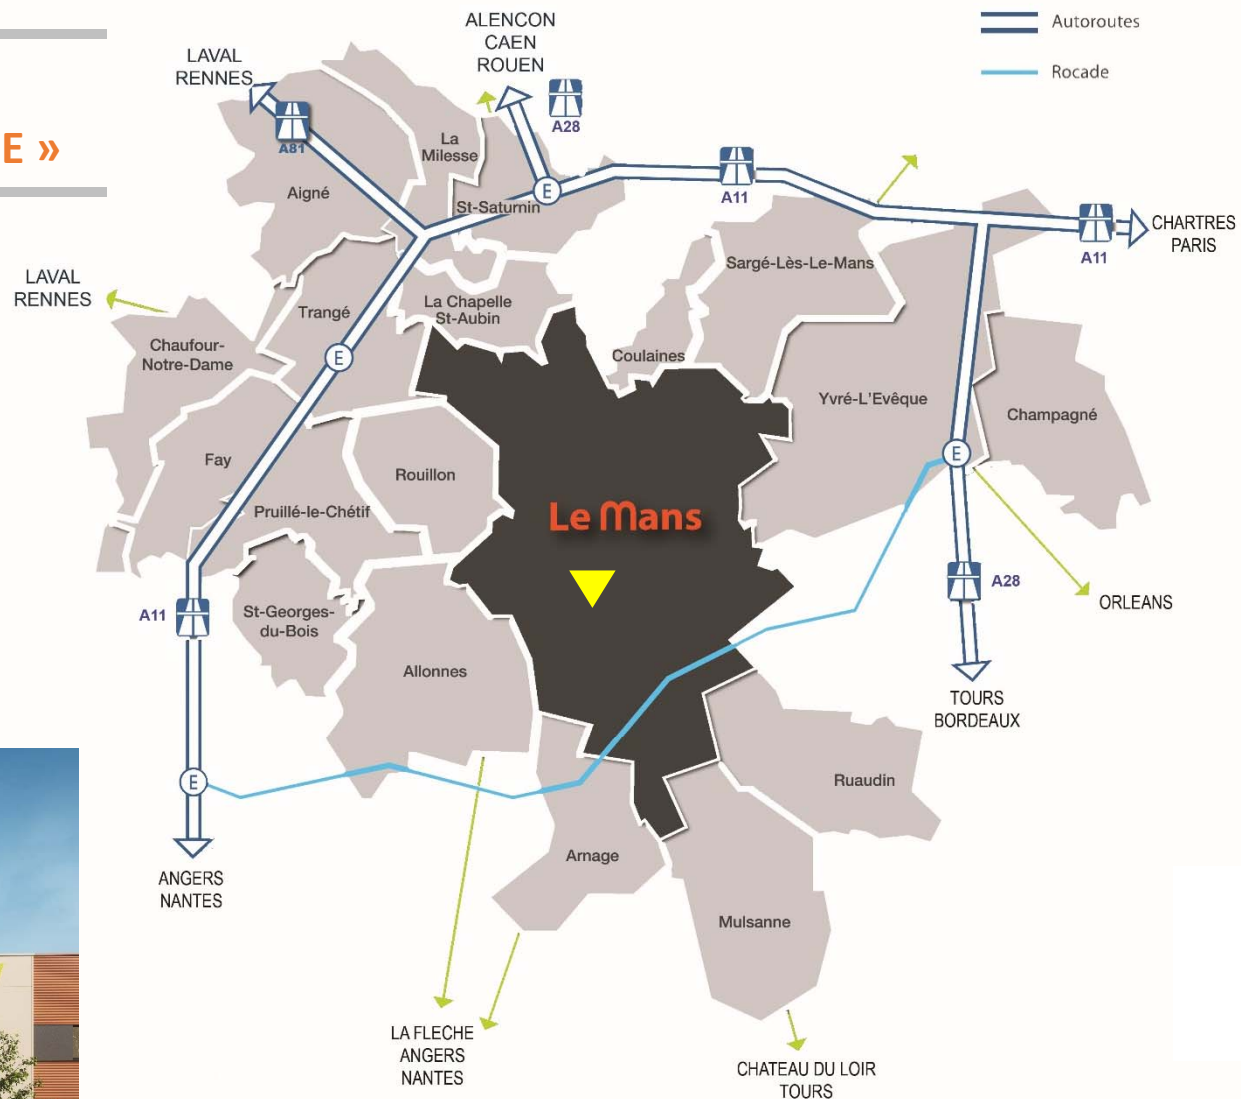 E »
Autoroutes
Rocade
ALENCON
CAEN
ROUEN
LAVAL
RENNES
A28
A81
La
Milesse
Aigné
St-Saturnin
E
A11
CHARTRES
PARIS
A11
Sargé-Lès-Le-Mans
LAVAL
RENNES
La Chapelle
St-Aubin
Trangé
Chaufour-
Notre-Dame
E
Coulaines
Yvré-L'Evêque
Champagné
Fay
Rouillon
E
Pruillé-le-Chétif
Le Mans
A28
ORLEANS
A11
St-Georges-
du-Bois
Allonnes
TOURS
BORDEAUX
E
Ruaudin
Arnage
ANGERS
NANTES
Mulsanne
LA FLECHE
ANGERS
NANTES
CHATEAU DU LOIR
TOURS